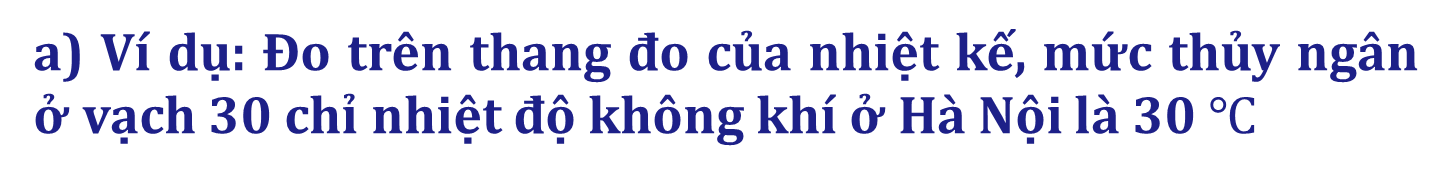 a) Ví dụ: Đo trên thang đo của nhiệt kế, mức thủy ngân
ở vạch 30 chỉ nhiệt độ không khí ở Hà Nội là 30 °C